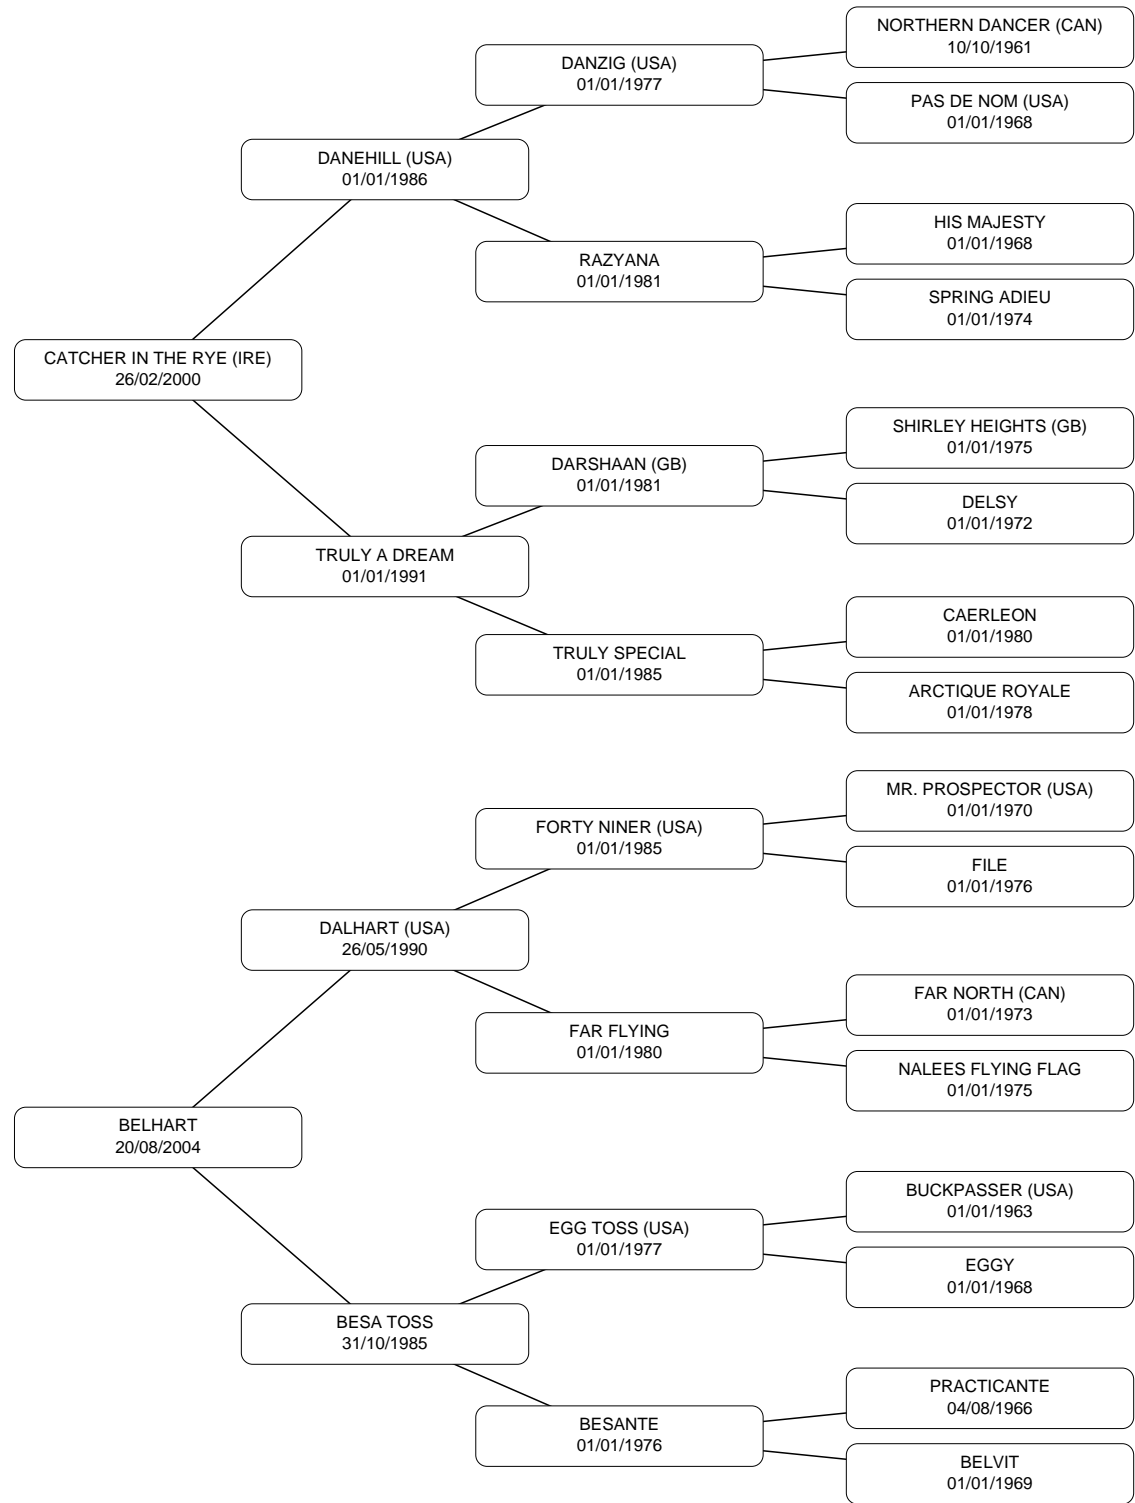 NORTHERN DANCER (CAN)
10/10/1961
DANZIG (USA)
01/01/1977
PAS DE NOM (USA)
01/01/1968
DANEHILL (USA)
01/01/1986
HIS MAJESTY
01/01/1968
RAZYANA
01/01/1981
SPRING ADIEU
01/01/1974
CATCHER IN THE RYE (IRE)
26/02/2000
SHIRLEY HEIGHTS (GB)
01/01/1975
DARSHAAN (GB)
01/01/1981
DELSY
01/01/1972
TRULY A DREAM
01/01/1991
CAERLEON
01/01/1980
TRULY SPECIAL
01/01/1985
ARCTIQUE ROYALE
01/01/1978
MR. PROSPECTOR (USA)
01/01/1970
FORTY NINER (USA)
01/01/1985
FILE
01/01/1976
DALHART (USA)
26/05/1990
FAR NORTH (CAN)
01/01/1973
FAR FLYING
01/01/1980
NALEES FLYING FLAG
01/01/1975
BELHART
20/08/2004
BUCKPASSER (USA)
01/01/1963
EGG TOSS (USA)
01/01/1977
EGGY
01/01/1968
BESA TOSS
31/10/1985
PRACTICANTE
04/08/1966
BESANTE
01/01/1976
BELVIT
01/01/1969